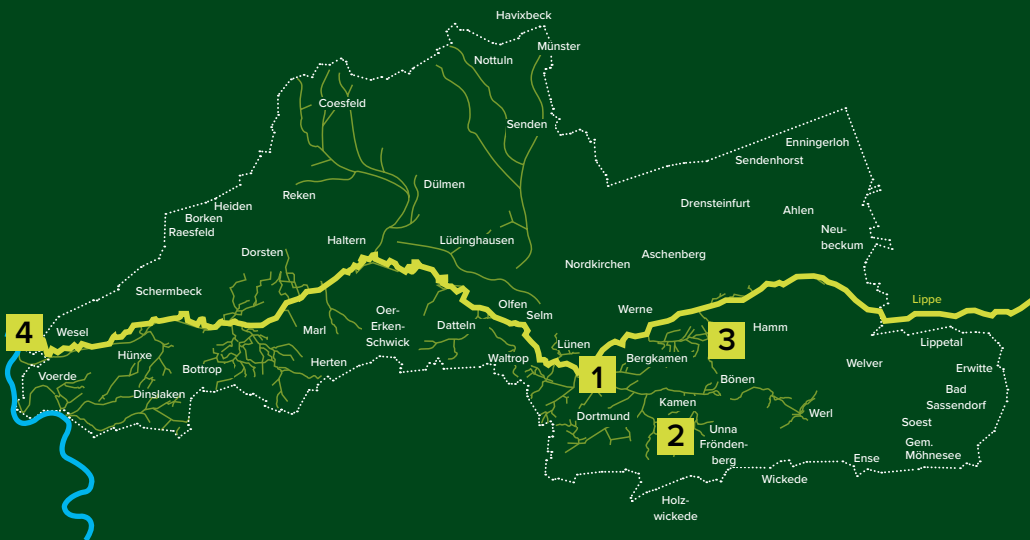 Havixbeck
Münster
Nottuln
Coesfeld
Senden
Enningerloh
Sendenhorst
Dülmen
Reken
Heiden
Borken
Raesfeld
Drensteinfurt
Ahlen
Neu-
beckum
Haltern
Lüdinghausen
Dorsten
Aschenberg
Nordkirchen
Schermbeck
Lippe
Olfen
Selm
Werne
Oer-
Erken-
Schwick
Datteln
Marl
4
Wesel
Hünxe
Hamm
3
Lippetal
Lünen
Waltrop
Bergkamen
Herten
Bottrop
Voerde
Welver
Erwitte
1
Bönen
Dinslaken
Bad
Sassendorf
Kamen
Dortmund
Werl
Soest
2
Unna
Frönden-
berg
Gem.
Möhnesee
Ense
Wickede
Holz-
wickede